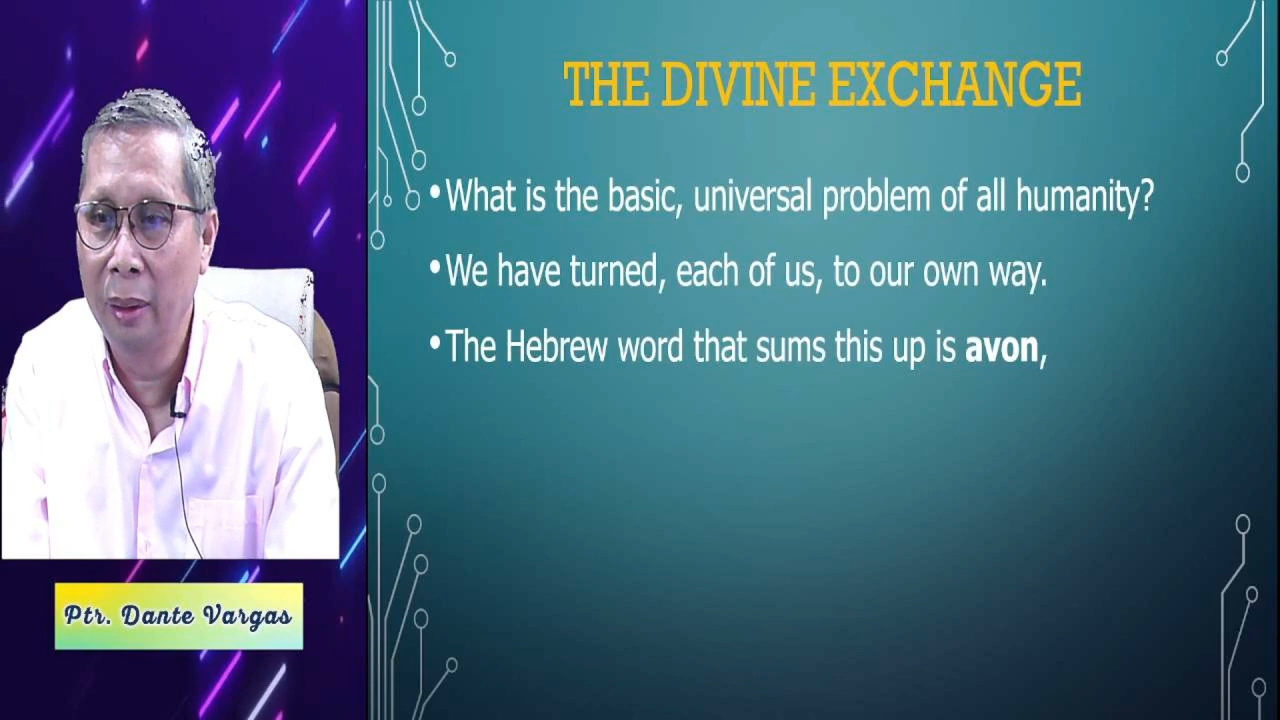 THE DIVINE EXCHANGE
•What is the basic, universal problem of all humanity?
•We have turned, each of us, to our own way.
•The Hebrew word that sums this up is avon,
Ptr. Dante Vargas